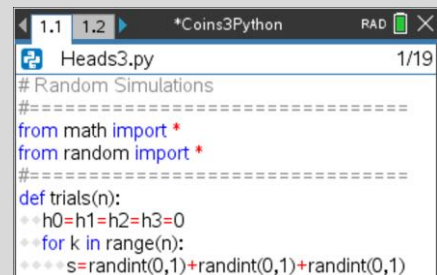 1.1 1.2 *Coins3Python RAD
Heads3.py 1/19
# Random Simulations
#================================
from math import *
from random import *
#================================
def trials(n):
h0=h1=h2=h3=0
for k in range(n):
s=randint(0,1)+randint(0,1)+randint(0,1)